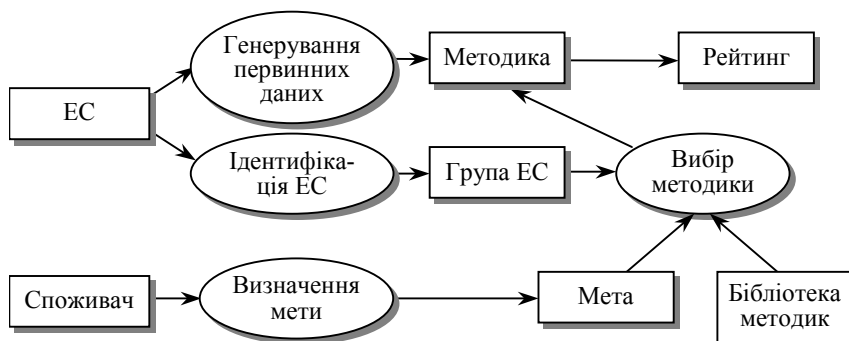 Генерування
первинних
даних
Методика
Рейтинг
ЕС
Ідентифіка-
ція ЕС
Група ЕС
Вибір
методики
Споживач
Визначення
мети
Мета
Бібліотека
методик